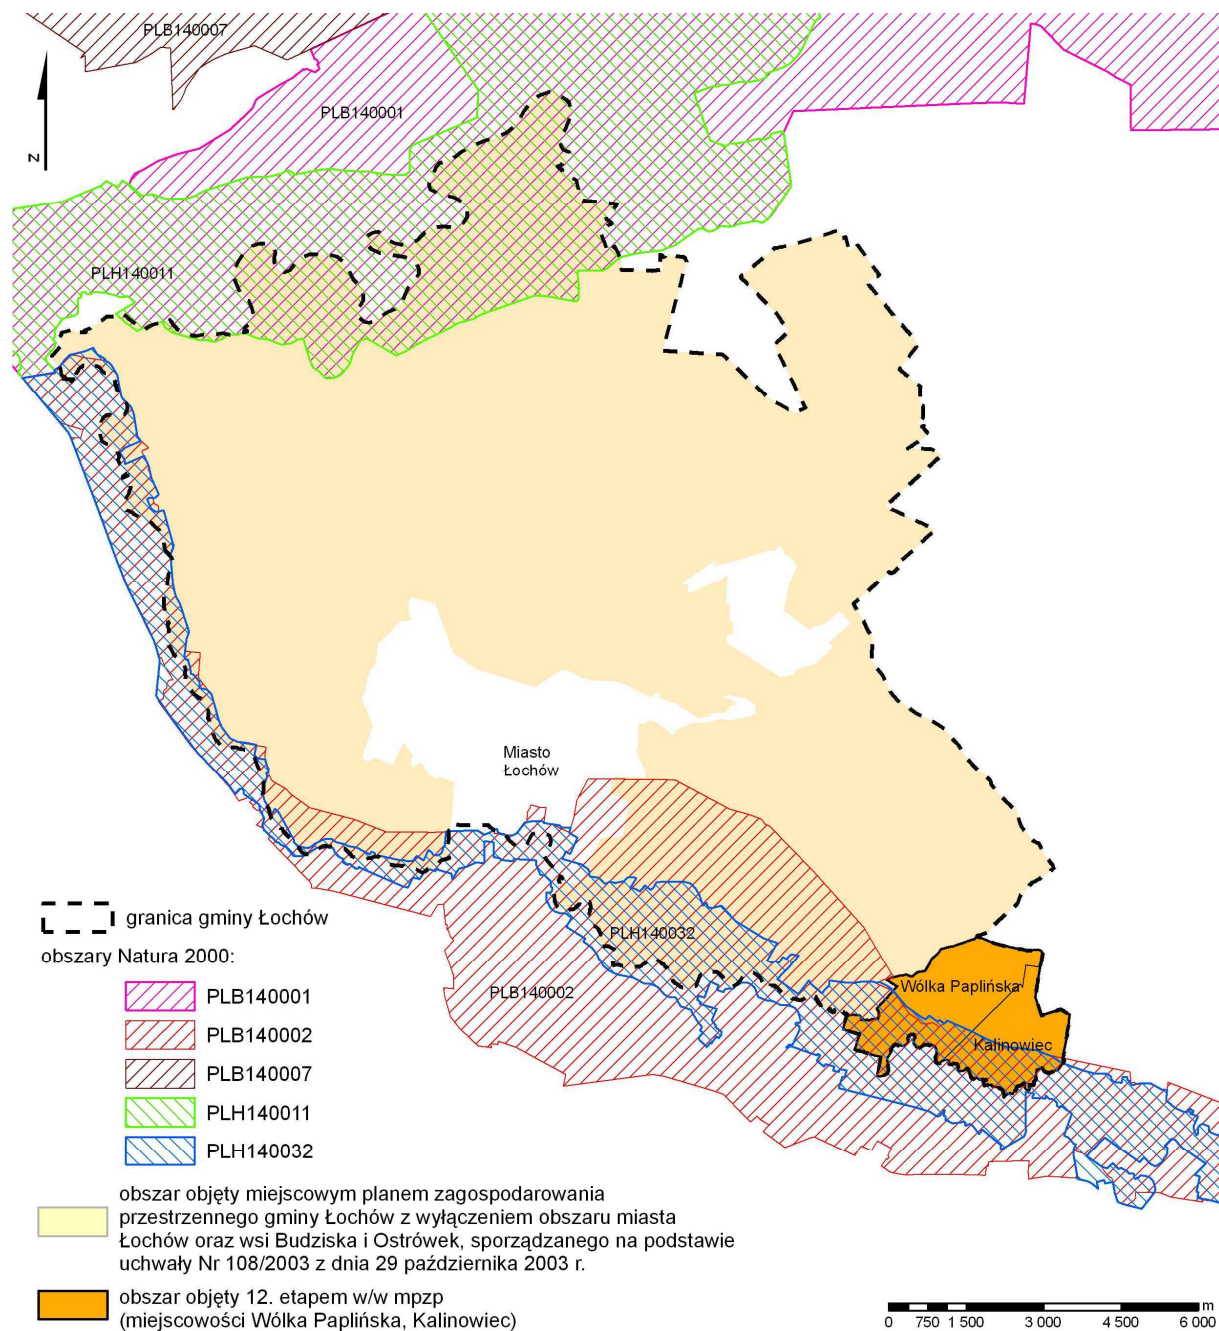 PLB140007
PLB140001
z
PLH140011
Miasto
Łochów
PLH140032
PLB140002
Wólka Paplińska
Kalinowiec
granica gminy Łochów
obszary Natura 2000:
PLB140001
PLB140002
PLB140007
PLH140011
PLH140032
obszar objęty miejscowym planem zagospodarowania
przestrzennego gminy Łochów z wyłączeniem obszaru miasta
Łochów oraz wsi Budziska i Ostrówek, sporządzanego na podstawie
uchwały Nr 108/2003 z dnia 29 października 2003 r.
obszar objęty 12. etapem w/w mpzp
(miejscowości Wólka Paplińska, Kalinowiec)
m
0 750 1 500 3 000 4 500 6 000